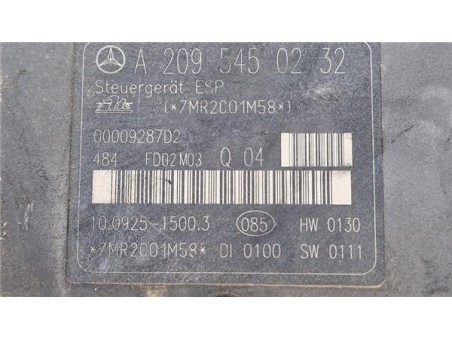 A 209 545 02 32
Steuergerät ESP
Ate (*7MR2C01M58*)
00009287D2
484 FD02M03 Q 04
10.0925-1500.3 085 HW 0130
*7MR2C01M58* DI 0100 SW 0111